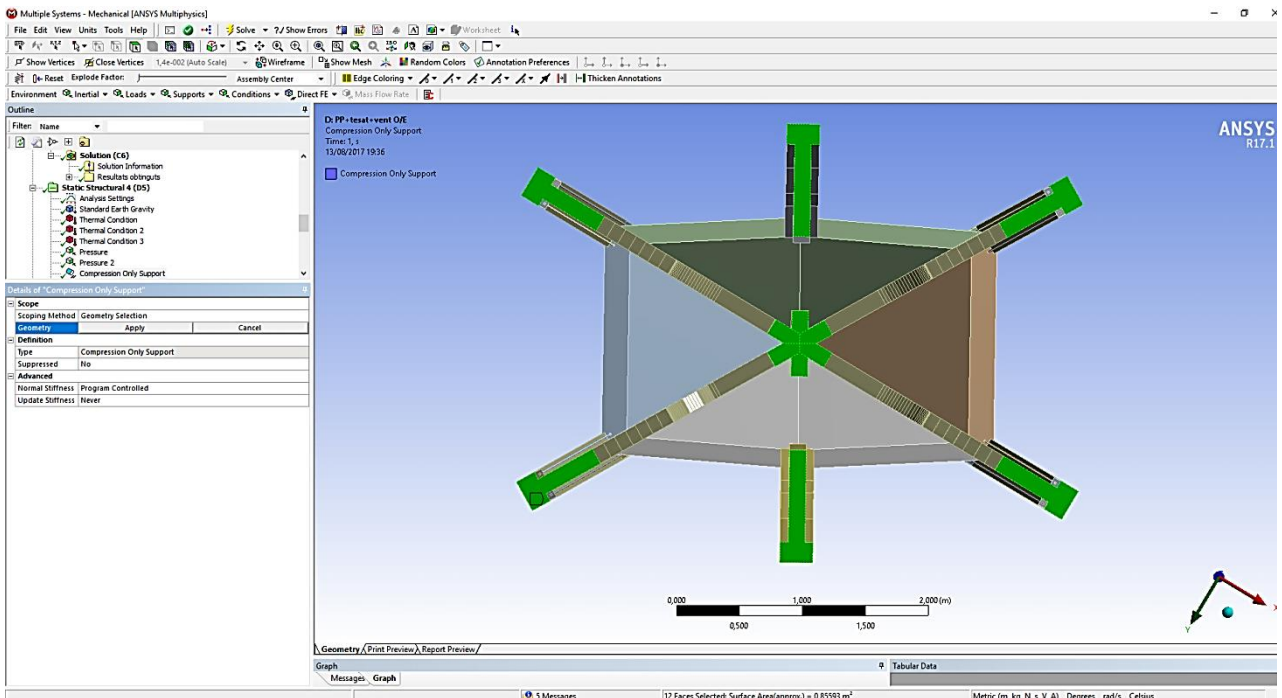 Multiple Systems - Mechanical [ANSYS Multiphysics]
File Edit View Units Tools Help Solve ?/ Show Errors Worksheet
Show Vertices Close Vertices 1,4e-002 (Auto Scale) Wireframe Show Mesh Random Colors Annotation Preferences
Reset Explode Factor: Assembly Center Edge Coloring Thicken Annotations
Environment Inertial Loads Supports Conditions Direct FE Mass Flow Rate
Outline
Filter: Name
Solution (C6)
Solution Information
Resultats obtinguts
Static Structural 4 (D5)
Analysis Settings
Standard Earth Gravity
Thermal Condition
Thermal Condition 2
Thermal Condition 3
Pressure
Pressure 2
Compression Only Support
Details of "Compression Only Support"
Scope
Scoping Method Geometry Selection
Geometry Apply Cancel
Definition
Type Compression Only Support
Suppressed No
Advanced
Normal Stiffness Program Controlled
Update Stiffness Never
D: PP+tesat+vent O/E
Compression Only Support
Time: 1, s
13/08/2017 19:36
Compression Only Support
ANSYS
R17.1
0,000 1,000 2,000 (m)
0,500 1,500
X
Y
Geometry Print Preview Report Preview
Graph
Messages Graph
Tabular Data
5 Messages 12 Faces Selected: Surface Area(approx.) = 0,85593 m² Metric (m, kg, N, s, V, A) Degrees rad/s Celsius